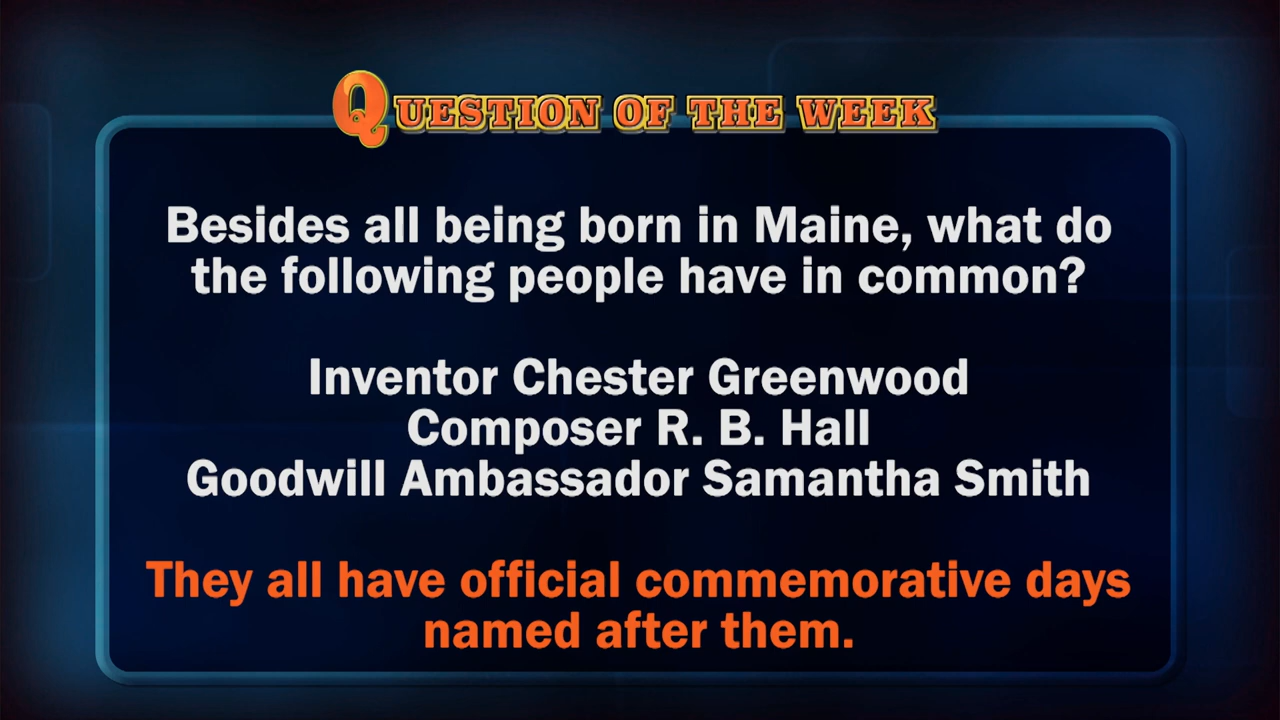 QUESTION OF THE WEEK
Besides all being born in Maine, what do
the following people have in common?
Inventor Chester Greenwood
Composer R. B. Hall
Goodwill Ambassador Samantha Smith
They all have official commemorative days
named after them.